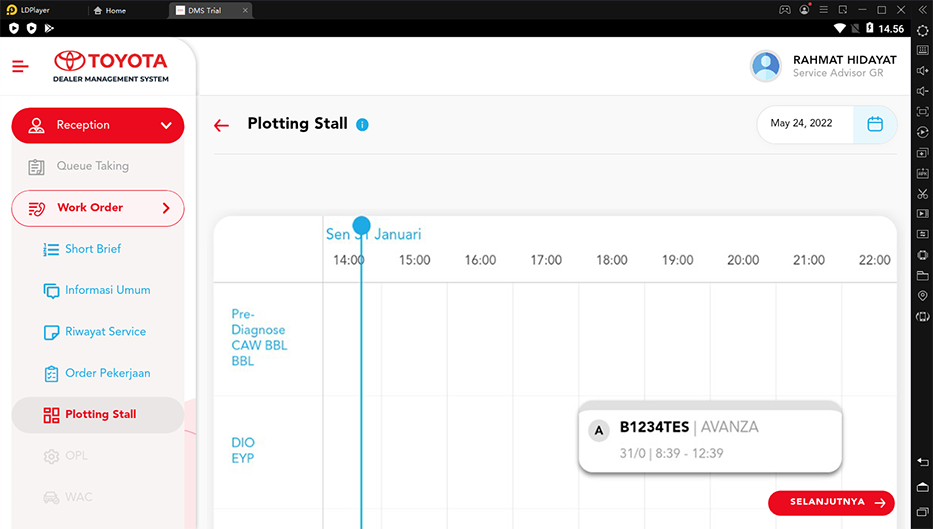 LDPlayer
Home
DMS Trial
14.56
TOYOTA
DEALER MANAGEMENT SYSTEM
RAHMAT HIDAYAT
Service Advisor GR
Reception
Queue Taking
Work Order
Short Brief
Informasi Umum
Riwayat Service
Order Pekerjaan
Plotting Stall
OPL
WAC
Plotting Stall
May 24, 2022
Sen 31 Januari
14:00 15:00 16:00 17:00 18:00 19:00 20:00 21:00 22:00
Pre-
Diagnose
CAW BBL
BBL
DIO
EYP
A
B1234TES | AVANZA
31/0 | 8:39 - 12:39
SELANJUTNYA